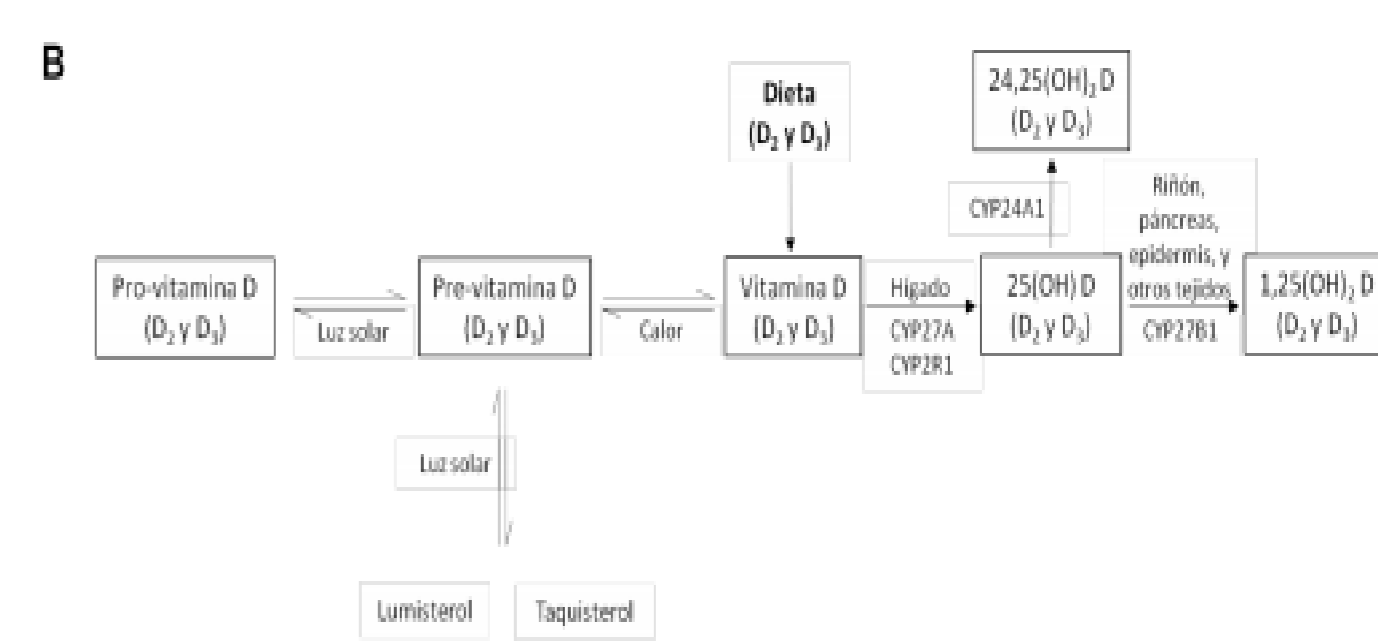 B
Dieta
(D₂ y D₃)
24,25(OH)₂ D
(D₂ y D₃)
CYP24A1
Riñón,
páncreas,
epidermis, y
otros tejidos
CYP27B1
Pro-vitamina D
(D₂ y D₃)
Luz solar
Pre-vitamina D
(D₂ y D₃)
Calor
Vitamina D
(D₂ y D₃)
Hígado
CYP27A
CYP2R1
25(OH) D
(D₂ y D₃)
1,25(OH)₂ D
(D₂ y D₃)
Luz solar
Lumisterol
Taquisterol